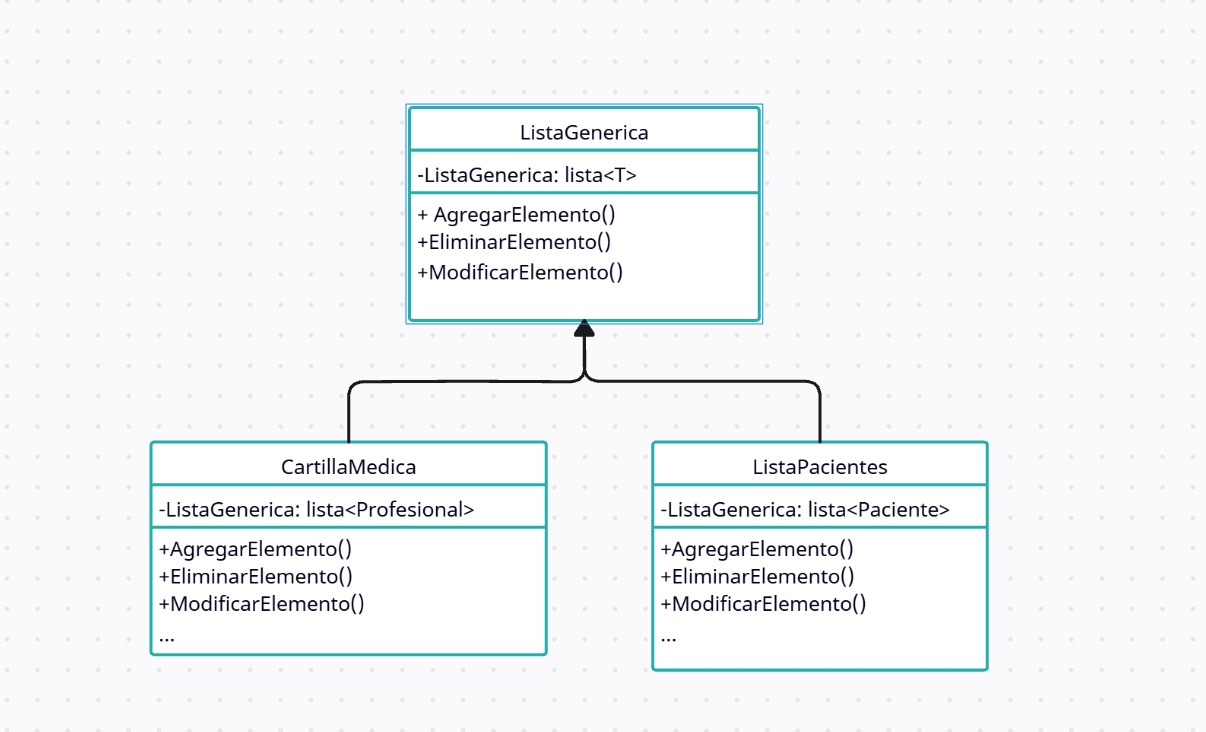 ListaGenerica
-ListaGenerica: lista<T>
+ AgregarElemento()
+EliminarElemento()
+ModificarElemento()
CartillaMedica
-ListaGenerica: lista<Profesional>
+AgregarElemento()
+EliminarElemento()
+ModificarElemento()
...
ListaPacientes
-ListaGenerica: lista<Paciente>
+AgregarElemento()
+EliminarElemento()
+ModificarElemento()
...